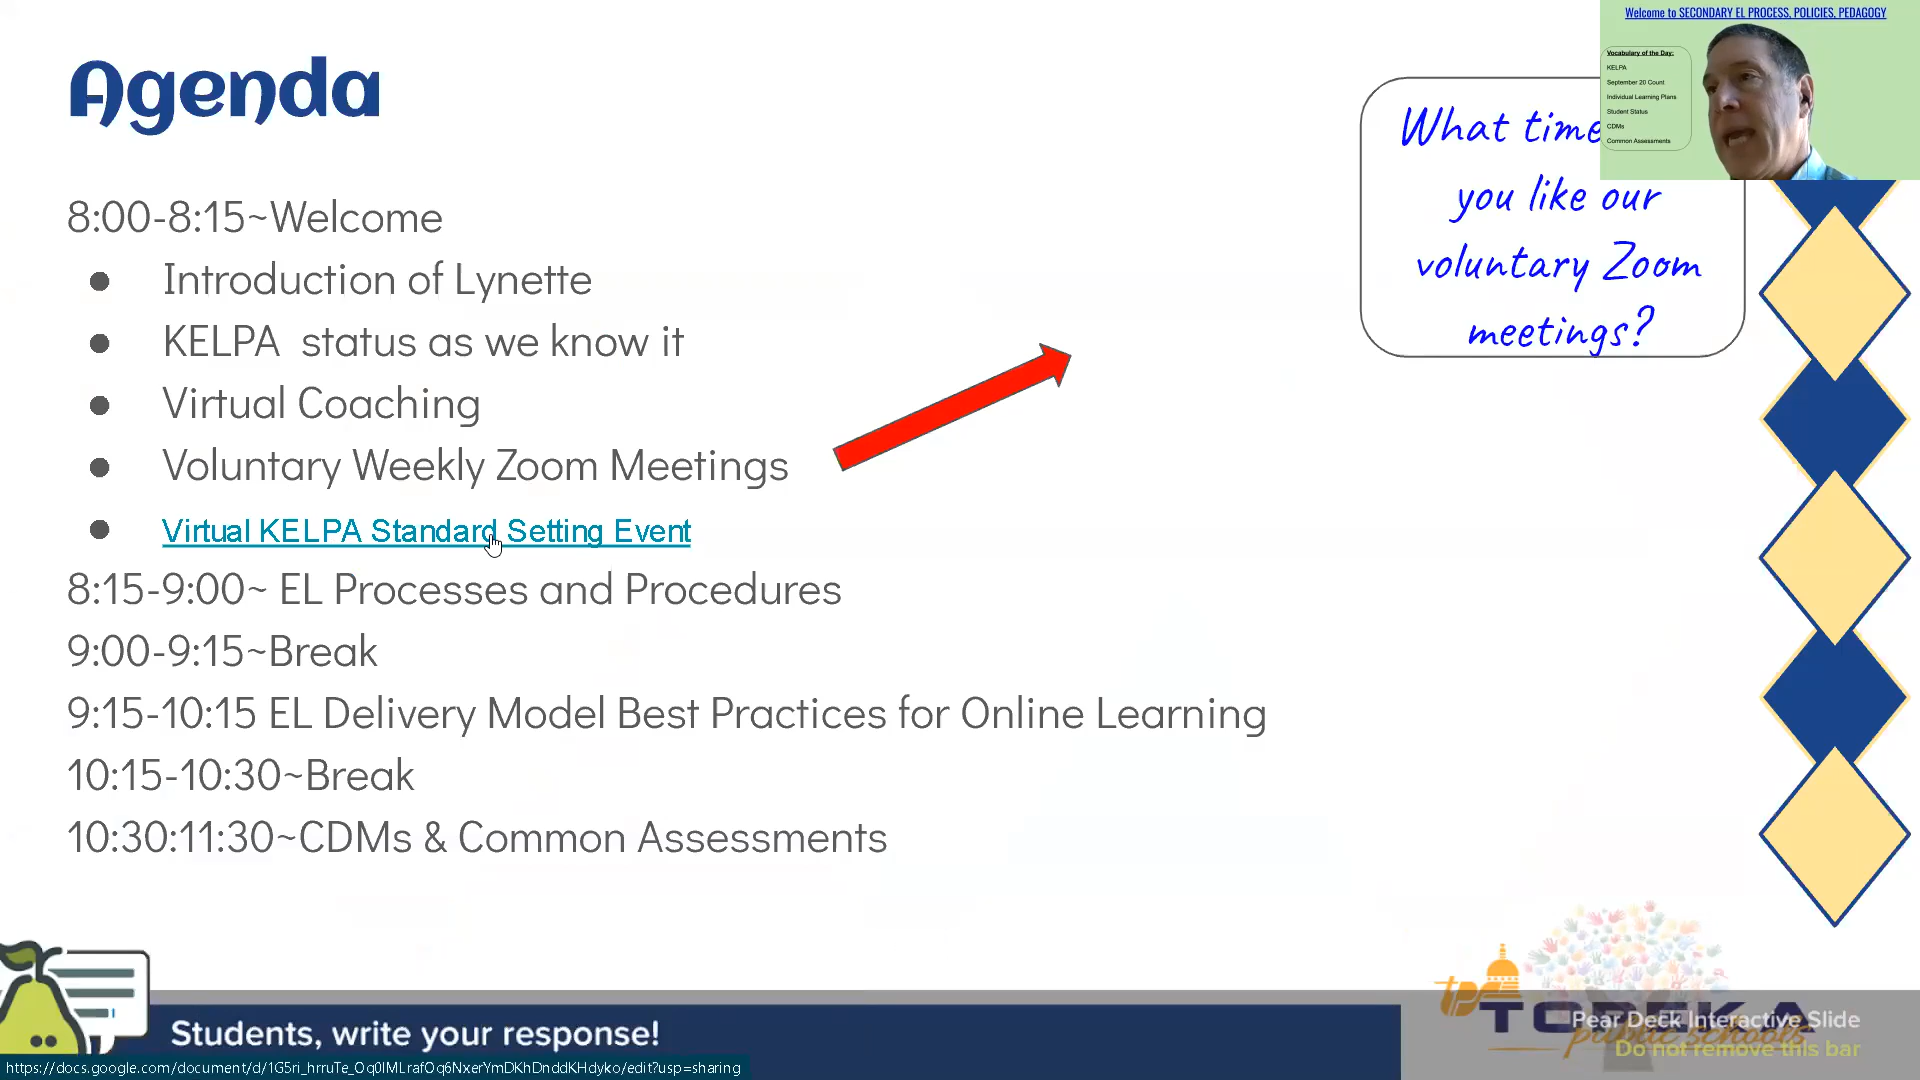 Agenda
8:00-8:15~Welcome
● Introduction of Lynette
● KELPA  status as we know it
● Virtual Coaching
● Voluntary Weekly Zoom Meetings
● Virtual KELPA Standard Setting Event
8:15-9:00~ EL Processes and Procedures
9:00-9:15~Break
9:15-10:15 EL Delivery Model Best Practices for Online Learning
10:15-10:30~Break
10:30:11:30~CDMs & Common Assessments
What time
you like our
voluntary Zoom
meetings?
Welcome to SECONDARY EL PROCESS, POLICIES, PEDAGOGY
Vocabulary of the Day:
KELPA
September 20 Count
Individual Learning Plans
Student Status
CDMs
Common Assessments
Students, write your response!
tps
TOPEKA
public schools
Pear Deck Interactive Slide
Do not remove this bar
https://docs.google.com/document/d/1G5ri_hrruTe_Oq0IMLrafOq6NxerYmDKhDnddKHdyko/edit?usp=sharing